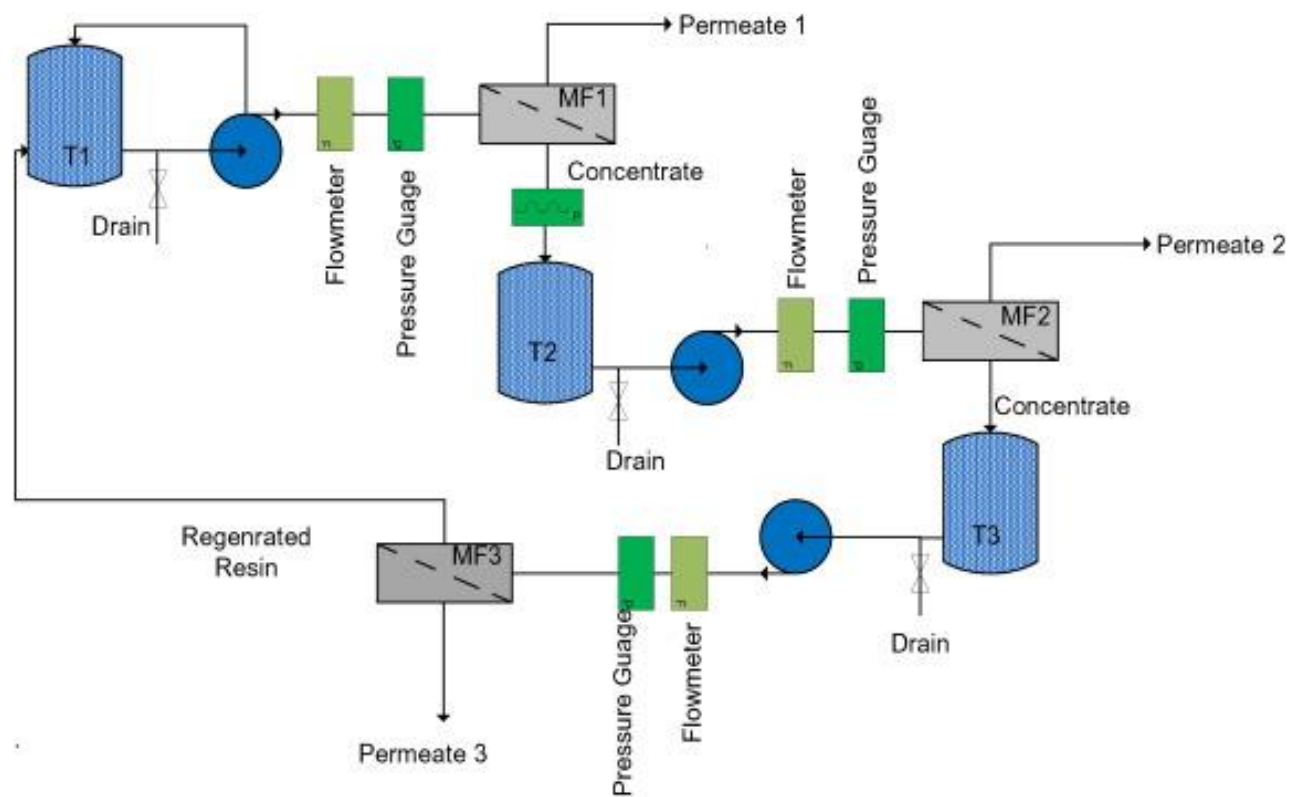 Permeate 1
MF1
T1
Concentrate
Drain
Flowmeter
Pressure Guage
Flowmeter
Pressure Guage
Permeate 2
MF2
T2
Concentrate
Drain
T3
Regenrated
Resin
MF3
Drain
Pressure Guage
Flowmeter
Permeate 3